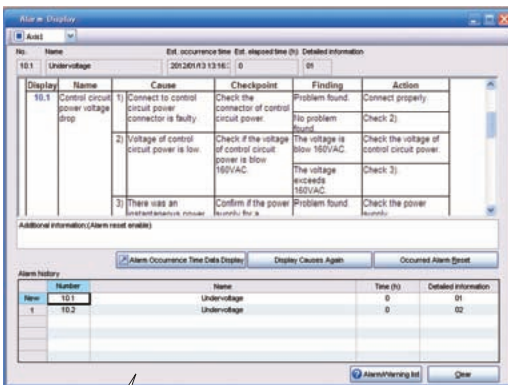 Alarm Display
Axis1
No. Name Est. occurrence time Est. elapsed time (h) Detailed information
10.1 Undervoltage 2012/01/13 13:16: 0 01
Display Name Cause Checkpoint Finding Action
10.1 Control circuit power voltage drop
1) Connect to control circuit power connector is faulty.
Check the connector of control circuit power.
Problem found.
Connect properly.
No problem found.
Check 2).
2) Voltage of control circuit power is low.
Check if the voltage of control circuit power is blow 160VAC.
The voltage is blow 160VAC.
Check the voltage of control circuit power.
The voltage exceeds 160VAC.
Check 3).
3) There was an instantaneous power
Confirm if the power supply for a
Problem found.
Check the power supply.
Additional information:(Alarm reset enable)
Alarm Occurrence Time Data Display Display Causes Again Occurred Alarm Reset
Alarm history
Number Name Time (h) Detailed information
New 10.1 Undervoltage 0 01
1 10.2 Undervoltage 0 02
Alarm/Warning list Clear